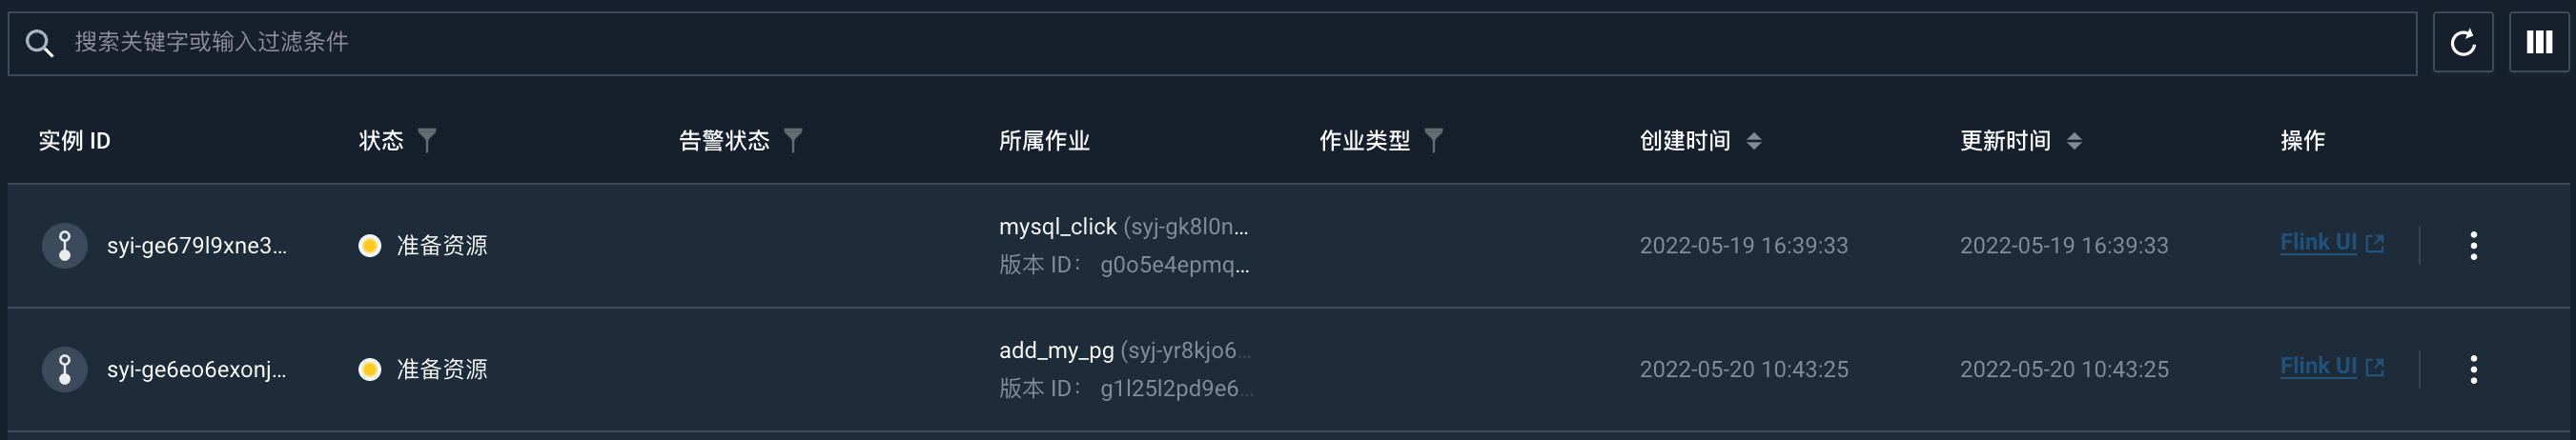 搜索关键字或输入过滤条件
实例 ID 状态 告警状态 所属作业 作业类型 创建时间 更新时间 操作
syi-ge679l9xne3... 准备资源 mysql_click (syj-gk8l0n... 2022-05-19 16:39:33 2022-05-19 16:39:33 Flink UI
版本 ID： g0o5e4epmq...
syi-ge6eo6exonj... 准备资源 add_my_pg (syj-yr8kjo6... 2022-05-20 10:43:25 2022-05-20 10:43:25 Flink UI
版本 ID： g1l25l2pd9e6...